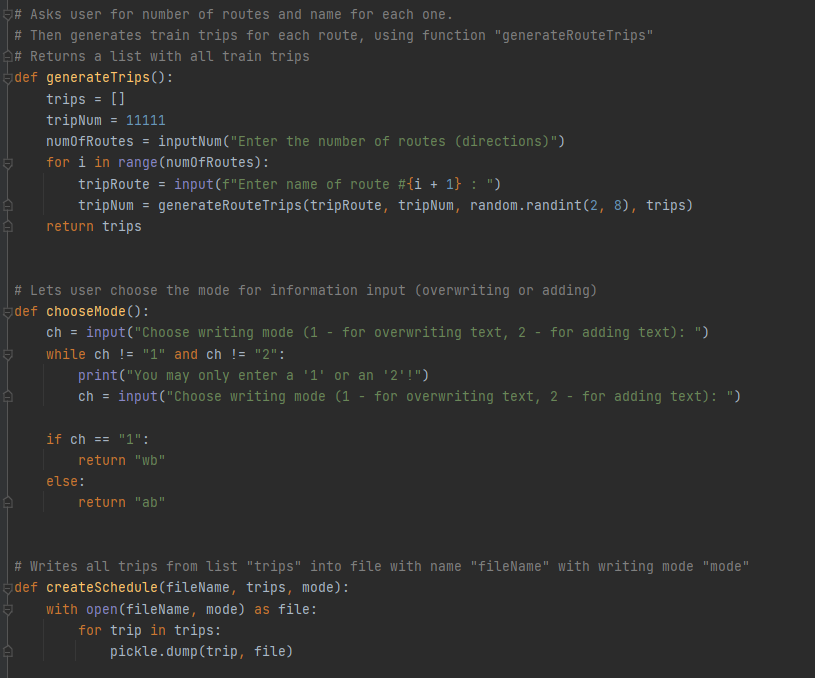 # Asks user for number of routes and name for each one.
# Then generates train trips for each route, using function "generateRouteTrips"
# Returns a list with all train trips
def generateTrips():
    trips = []
    tripNum = 11111
    numOfRoutes = inputNum("Enter the number of routes (directions)")
    for i in range(numOfRoutes):
        tripRoute = input(f"Enter name of route #{i + 1} : ")
        tripNum = generateRouteTrips(tripRoute, tripNum, random.randint(2, 8), trips)
    return trips
# Lets user choose the mode for information input (overwriting or adding)
def chooseMode():
    ch = input("Choose writing mode (1 - for overwriting text, 2 - for adding text): ")
    while ch != "1" and ch != "2":
        print("You may only enter a '1' or an '2'!")
        ch = input("Choose writing mode (1 - for overwriting text, 2 - for adding text): ")
    if ch == "1":
        return "wb"
    else:
        return "ab"
# Writes all trips from list "trips" into file with name "fileName" with writing mode "mode"
def createSchedule(fileName, trips, mode):
    with open(fileName, mode) as file:
        for trip in trips:
            pickle.dump(trip, file)